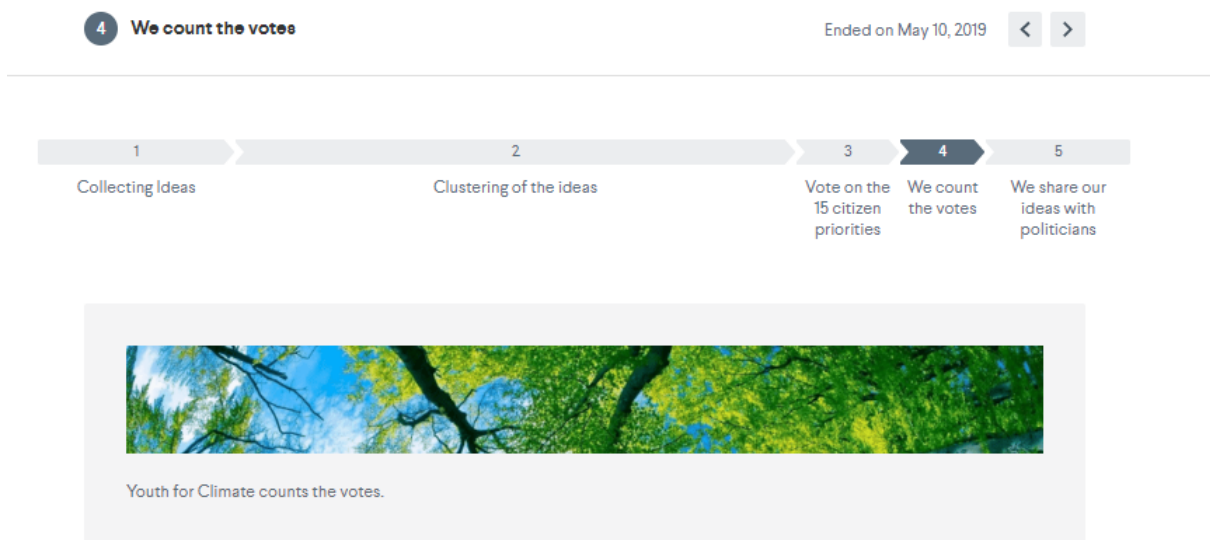 4 We count the votes
Ended on May 10, 2019
1
2
3
4
5
Collecting Ideas
Clustering of the ideas
Vote on the
15 citizen
priorities
We count
the votes
We share our
ideas with
politicians
Youth for Climate counts the votes.